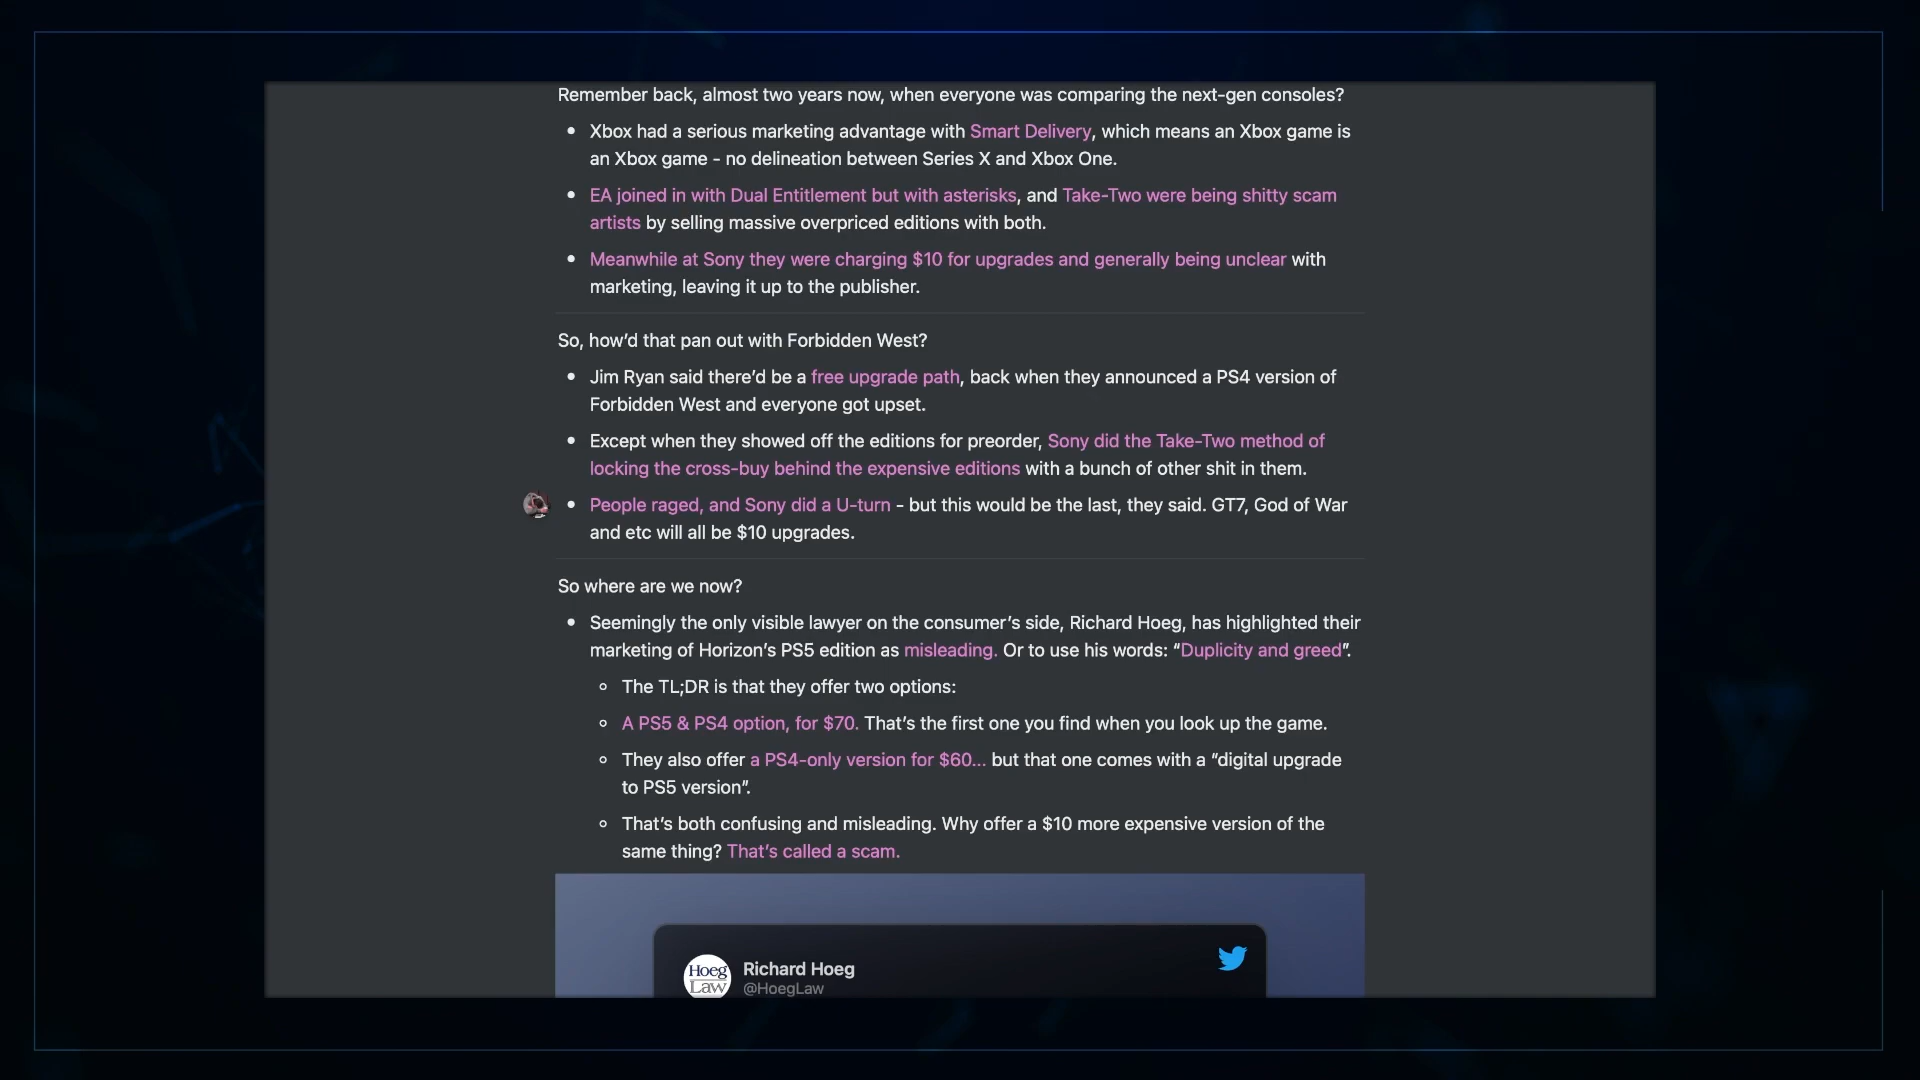 Remember back, almost two years now, when everyone was comparing the next-gen consoles?
• Xbox had a serious marketing advantage with Smart Delivery, which means an Xbox game is
an Xbox game - no delineation between Series X and Xbox One.
• EA joined in with Dual Entitlement but with asterisks, and Take-Two were being shitty scam
artists by selling massive overpriced editions with both.
• Meanwhile at Sony they were charging $10 for upgrades and generally being unclear with
marketing, leaving it up to the publisher.
So, how’d that pan out with Forbidden West?
• Jim Ryan said there’d be a free upgrade path, back when they announced a PS4 version of
Forbidden West and everyone got upset.
• Except when they showed off the editions for preorder, Sony did the Take-Two method of
locking the cross-buy behind the expensive editions with a bunch of other shit in them.
• People raged, and Sony did a U-turn - but this would be the last, they said. GT7, God of War
and etc will all be $10 upgrades.
So where are we now?
• Seemingly the only visible lawyer on the consumer’s side, Richard Hoeg, has highlighted their
marketing of Horizon’s PS5 edition as misleading. Or to use his words: “Duplicity and greed”.
◦ The TL;DR is that they offer two options:
◦ A PS5 & PS4 option, for $70. That’s the first one you find when you look up the game.
◦ They also offer a PS4-only version for $60... but that one comes with a “digital upgrade
to PS5 version”.
◦ That’s both confusing and misleading. Why offer a $10 more expensive version of the
same thing? That’s called a scam.
Hoeg
Law
Richard Hoeg
@HoegLaw